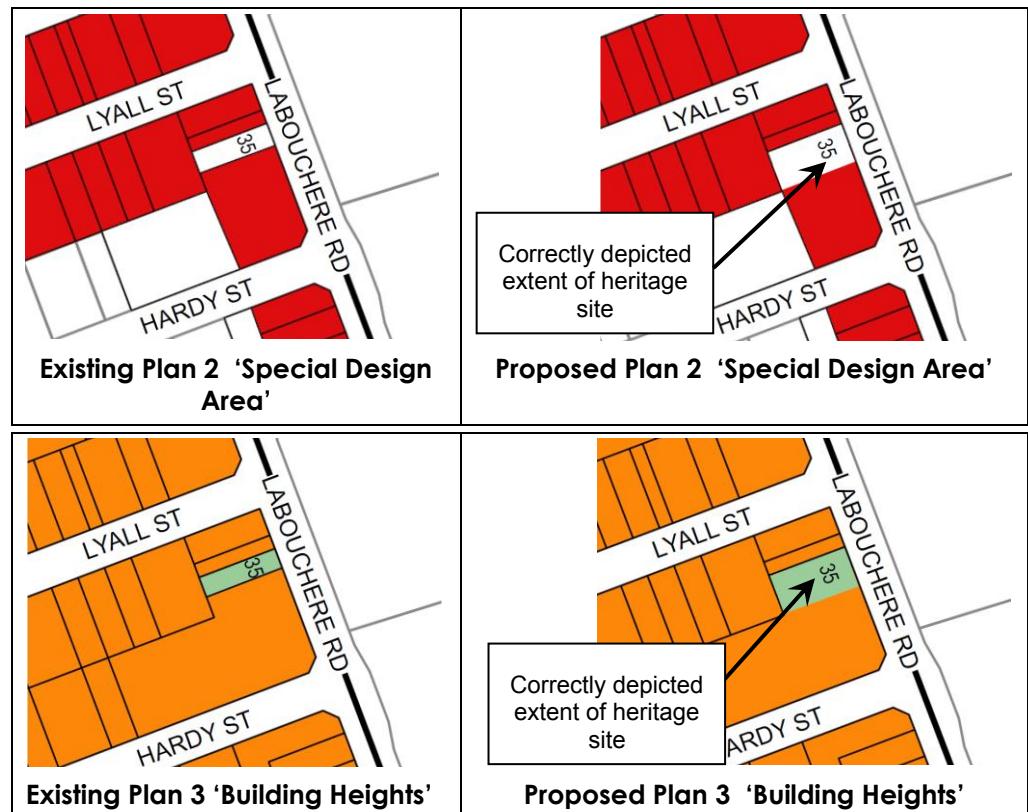 LYALL ST
35
LABOUCHERE RD
HARDY ST
Existing Plan 2 ‘Special Design
Area’
LYALL ST
35
LABOUCHERE RD
Correctly depicted
extent of heritage
site
HARDY ST
Proposed Plan 2 ‘Special Design Area’
LYALL ST
35
LABOUCHERE RD
HARDY ST
Existing Plan 3 ‘Building Heights’
LYALL ST
35
LABOUCHERE RD
Correctly depicted
extent of heritage
site
ARDY ST
Proposed Plan 3 ‘Building Heights’